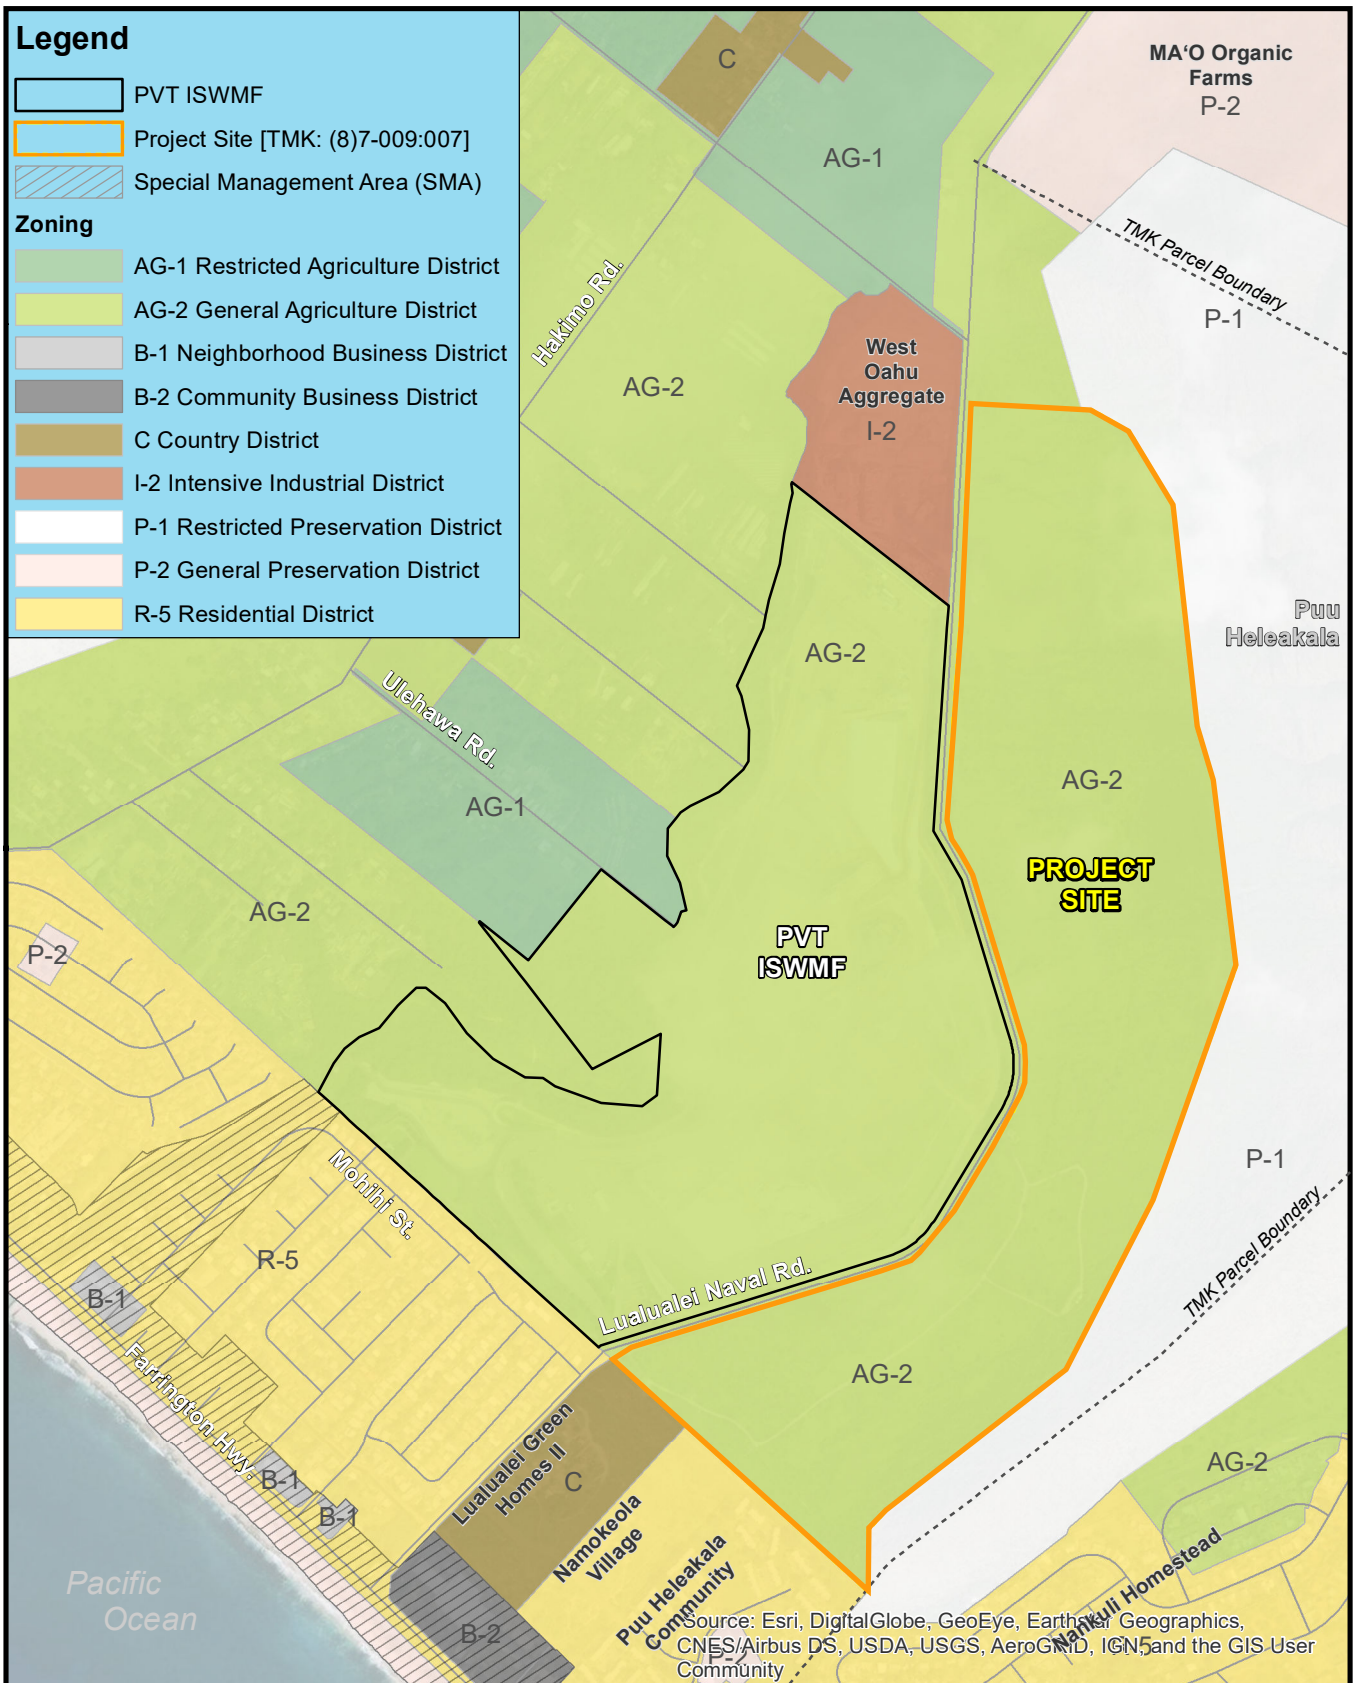 Legend
PVT ISWMF
Project Site [TMK: (8)7-009:007]
Special Management Area (SMA)
Zoning
AG-1 Restricted Agriculture District
AG-2 General Agriculture District
B-1 Neighborhood Business District
B-2 Community Business District
C Country District
I-2 Intensive Industrial District
P-1 Restricted Preservation District
P-2 General Preservation District
R-5 Residential District
C
MAʻO Organic
Farms
P-2
AG-1
TMK Parcel Boundary
P-1
Hakimo Rd.
AG-2
West
Oahu
Aggregate
I-2
Puu
Heleakala
AG-2
Ulehawa Rd.
AG-1
AG-2
PROJECT
SITE
AG-2
P-2
PVT
ISWMF
Mohihi St.
P-1
TMK Parcel Boundary
R-5
B-1
Lualualei Naval Rd.
Farrington Hwy.
AG-2
B-1
B-1
Lualualei Green
Homes II
C
AG-2
Namokeola
Village
Puu Heleakala
Community
Nankuli Homestead
Pacific
Ocean
B-2
P-2
Source: Esri, DigitalGlobe, GeoEye, Earthstar Geographics,
CNES/Airbus DS, USDA, USGS, AeroGRID, IGN, and the GIS User
Community